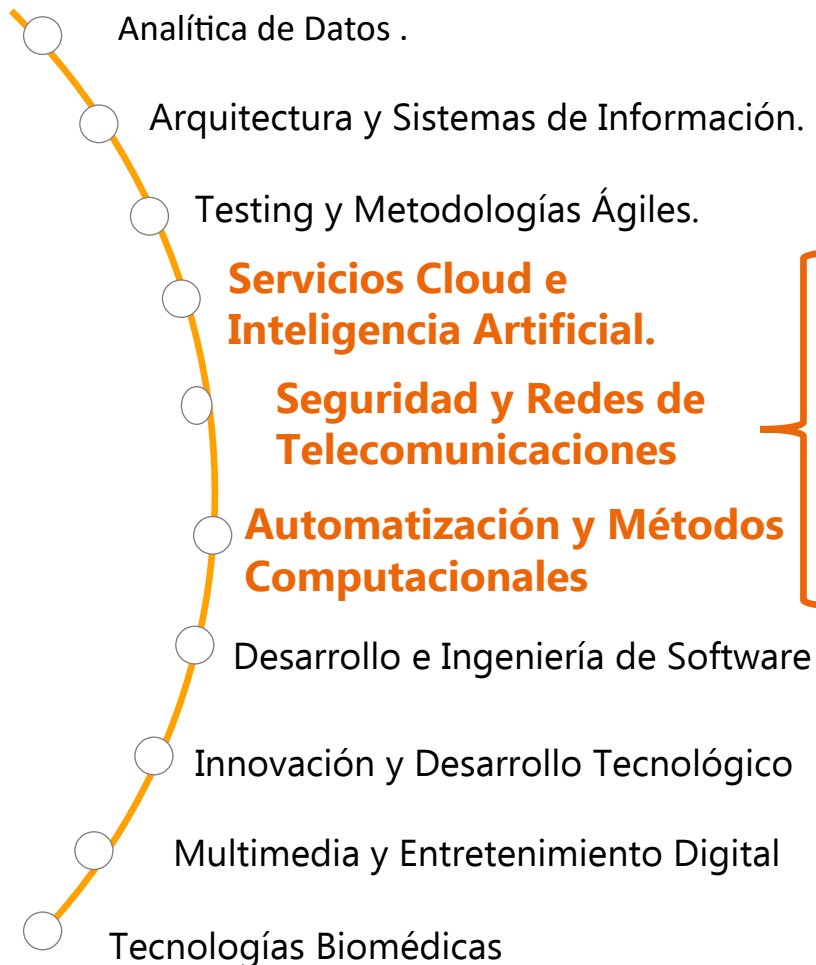 Analítica de Datos .
Arquitectura y Sistemas de Información.
Testing y Metodologías Ágiles.
Servicios Cloud e
Inteligencia Artificial.
Seguridad y Redes de
Telecomunicaciones
Automatización y Métodos
Computacionales
Desarrollo e Ingeniería de Software
Innovación y Desarrollo Tecnológico
Multimedia y Entretenimiento Digital
Tecnologías Biomédicas